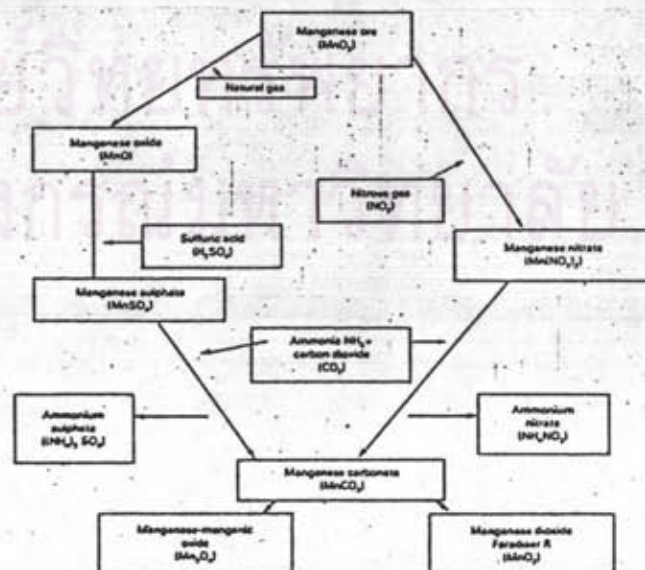 Manganese ore
(MnO₂)
Natural gas
Manganese oxide
(MnO)
Nitrous gas
(NO₂)
Sulfuric acid
(H₂SO₄)
Manganese nitrate
(Mn(NO₃)₂)
Manganese sulphate
(MnSO₄)
Ammonia NH₃+
carbon dioxide
(CO₂)
Ammonium
sulphate
((NH₄)₂ SO₄)
Ammonium
nitrate
(NH₄NO₃)
Manganese carbonate
(MnCO₃)
Manganese-manganic
oxide
(Mn₃O₄)
Manganese dioxide
Faradiser R
(MnO₂)